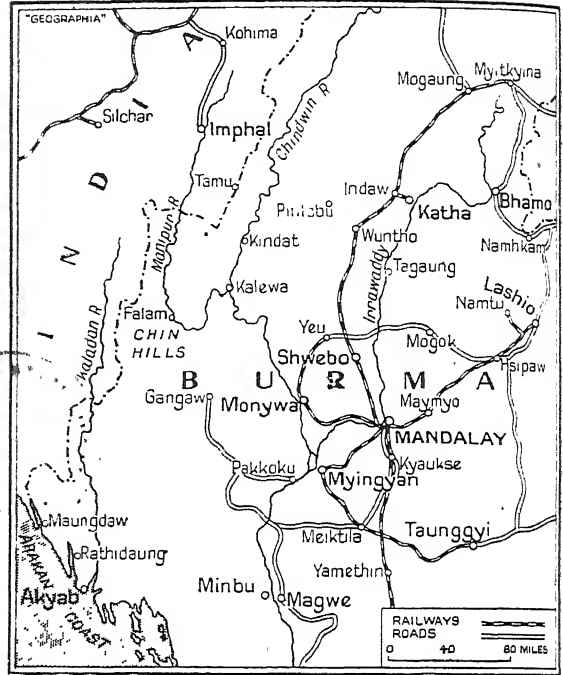 "GEOGRAPHIA"
Kohima
Mogaung
Myitkyina
Silchar
Imphal
Chindwin R
Tamu
Indaw
Katha
Bhamo
Manipur R
Kindat
Wuntho
Namhkam
Irrawaddy
Tagaung
Kalewa
Lashio
Namtu
Kaladan R
Falam
CHIN
HILLS
Yeu
Mogok
Shwebo
Hsipaw
INDIA
BURMA
Gangaw
Monywa
Maymyo
MANDALAY
Pakkoku
Myingyan
Kyaukse
Maungdaw
Meiktila
Taunggyi
ARAKAN COAST
Rathidaung
Yamethin
Akyab
Minbu
Magwe
RAILWAYS
ROADS
0 40 80 MILES